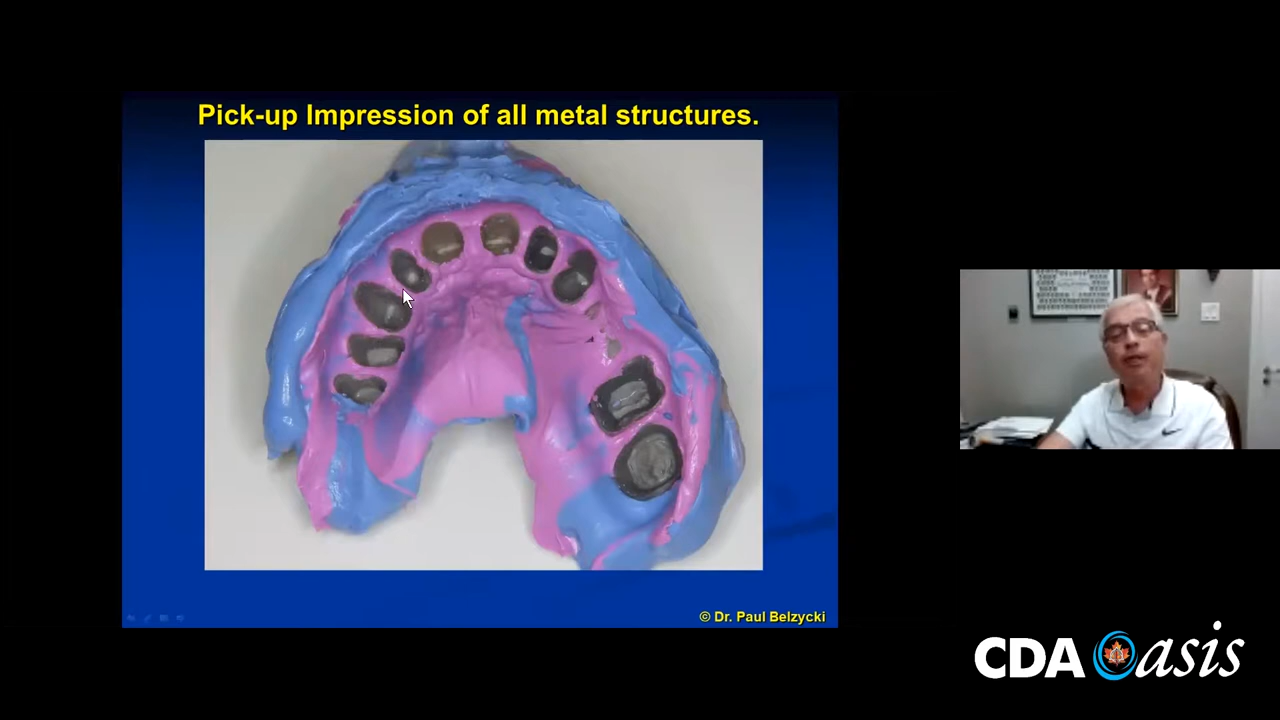 Pick-up Impression of all metal structures.
© Dr. Paul Belzycki
CDA Oasis